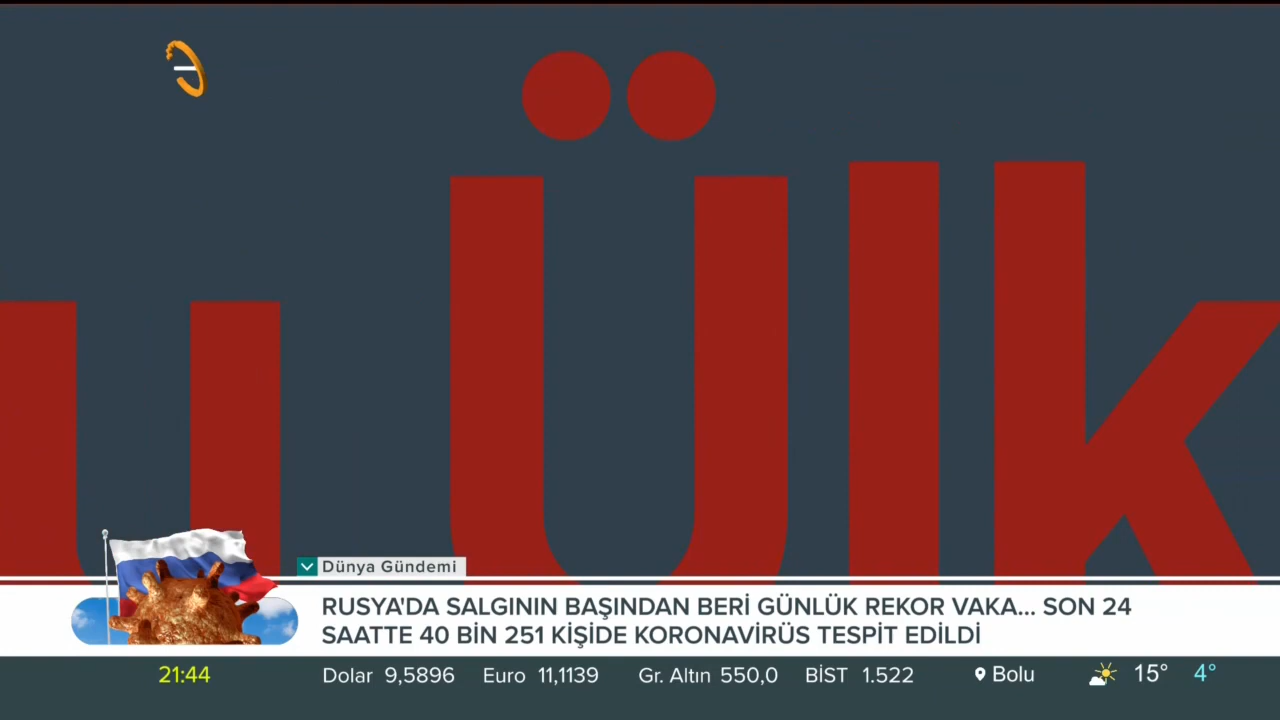 u Ülk
Dünya Gündemi
RUSYA'DA SALGININ BAŞINDAN BERİ GÜNLÜK REKOR VAKA... SON 24
SAATTE 40 BİN 251 KİŞİDE KORONAVİRÜS TESPİT EDİLDİ
21:44 Dolar 9,5896 Euro 11,1139 Gr. Altın 550,0 BİST 1.522 Bolu 15° 4°